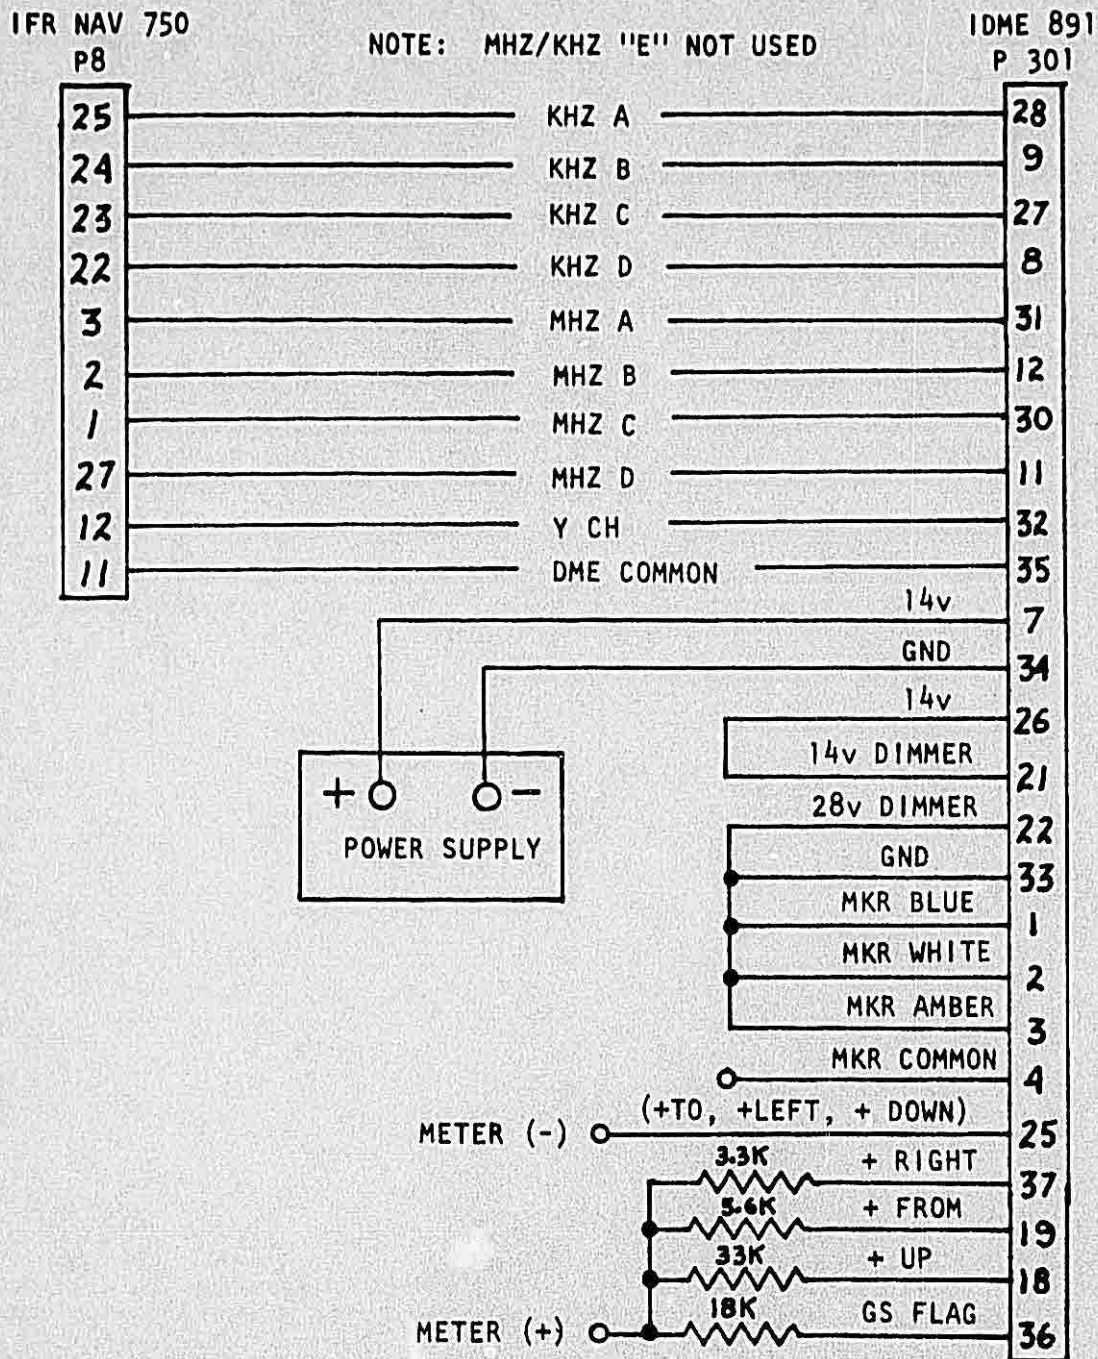 IFR NAV 750 IDME 891
P8 NOTE: MHZ/KHZ "E" NOT USED P 301
25 KHZ A 28
24 KHZ B 9
23 KHZ C 27
22 KHZ D 8
3 MHZ A 31
2 MHZ B 12
1 MHZ C 30
27 MHZ D 11
12 Y CH 32
11 DME COMMON 35
14v 7
GND 34
14v 26
14v DIMMER 21
+ -
28v DIMMER 22
POWER SUPPLY
GND 33
MKR BLUE 1
MKR WHITE 2
MKR AMBER 3
MKR COMMON 4
(+TO, +LEFT, + DOWN)
METER (-) 25
3.3K + RIGHT 37
5.6K + FROM 19
33K + UP 18
18K GS FLAG
METER (+) 36